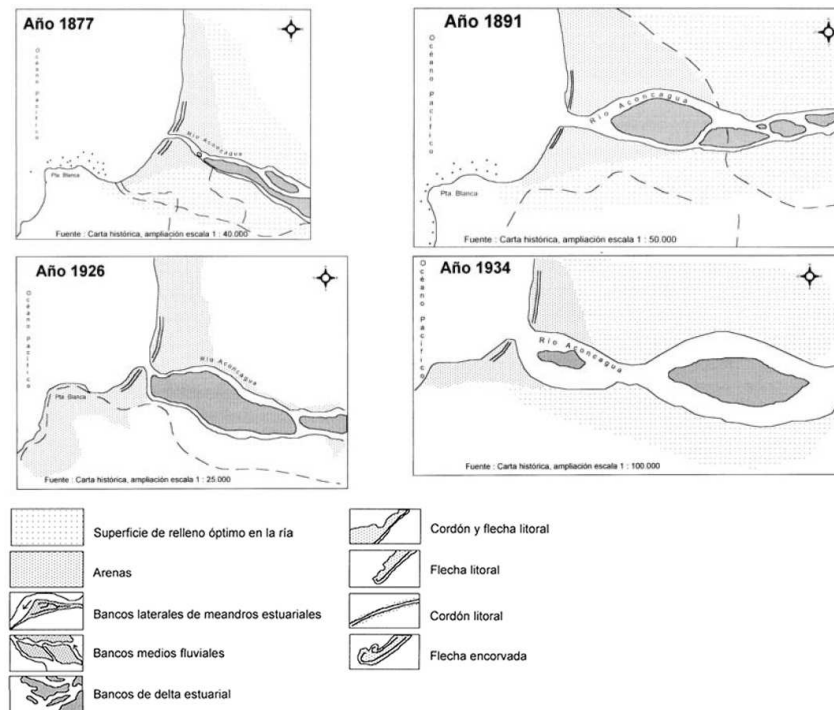 Año 1877
Océano Pacífico
Río Aconcagua
Pta Blanca
Fuente : Carta histórica, ampliación escala 1 : 40.000
Año 1891
Océano Pacífico
Río Aconcagua
Pta. Blanca
Fuente : Carta histórica, ampliación escala 1 : 50.000
Año 1926
Océano Pacífico
Río Aconcagua
Pta. Blanca
Fuente : Carta histórica, ampliación escala 1 : 25.000
Año 1934
Océano Pacífico
Río Aconcagua
Fuente : Carta histórica, ampliación escala 1 : 100.000
Superficie de relleno óptimo en la ría
Arenas
Bancos laterales de meandros estuariales
Bancos medios fluviales
Bancos de delta estuarial
Cordón y flecha litoral
Flecha litoral
Cordón litoral
Flecha encorvada